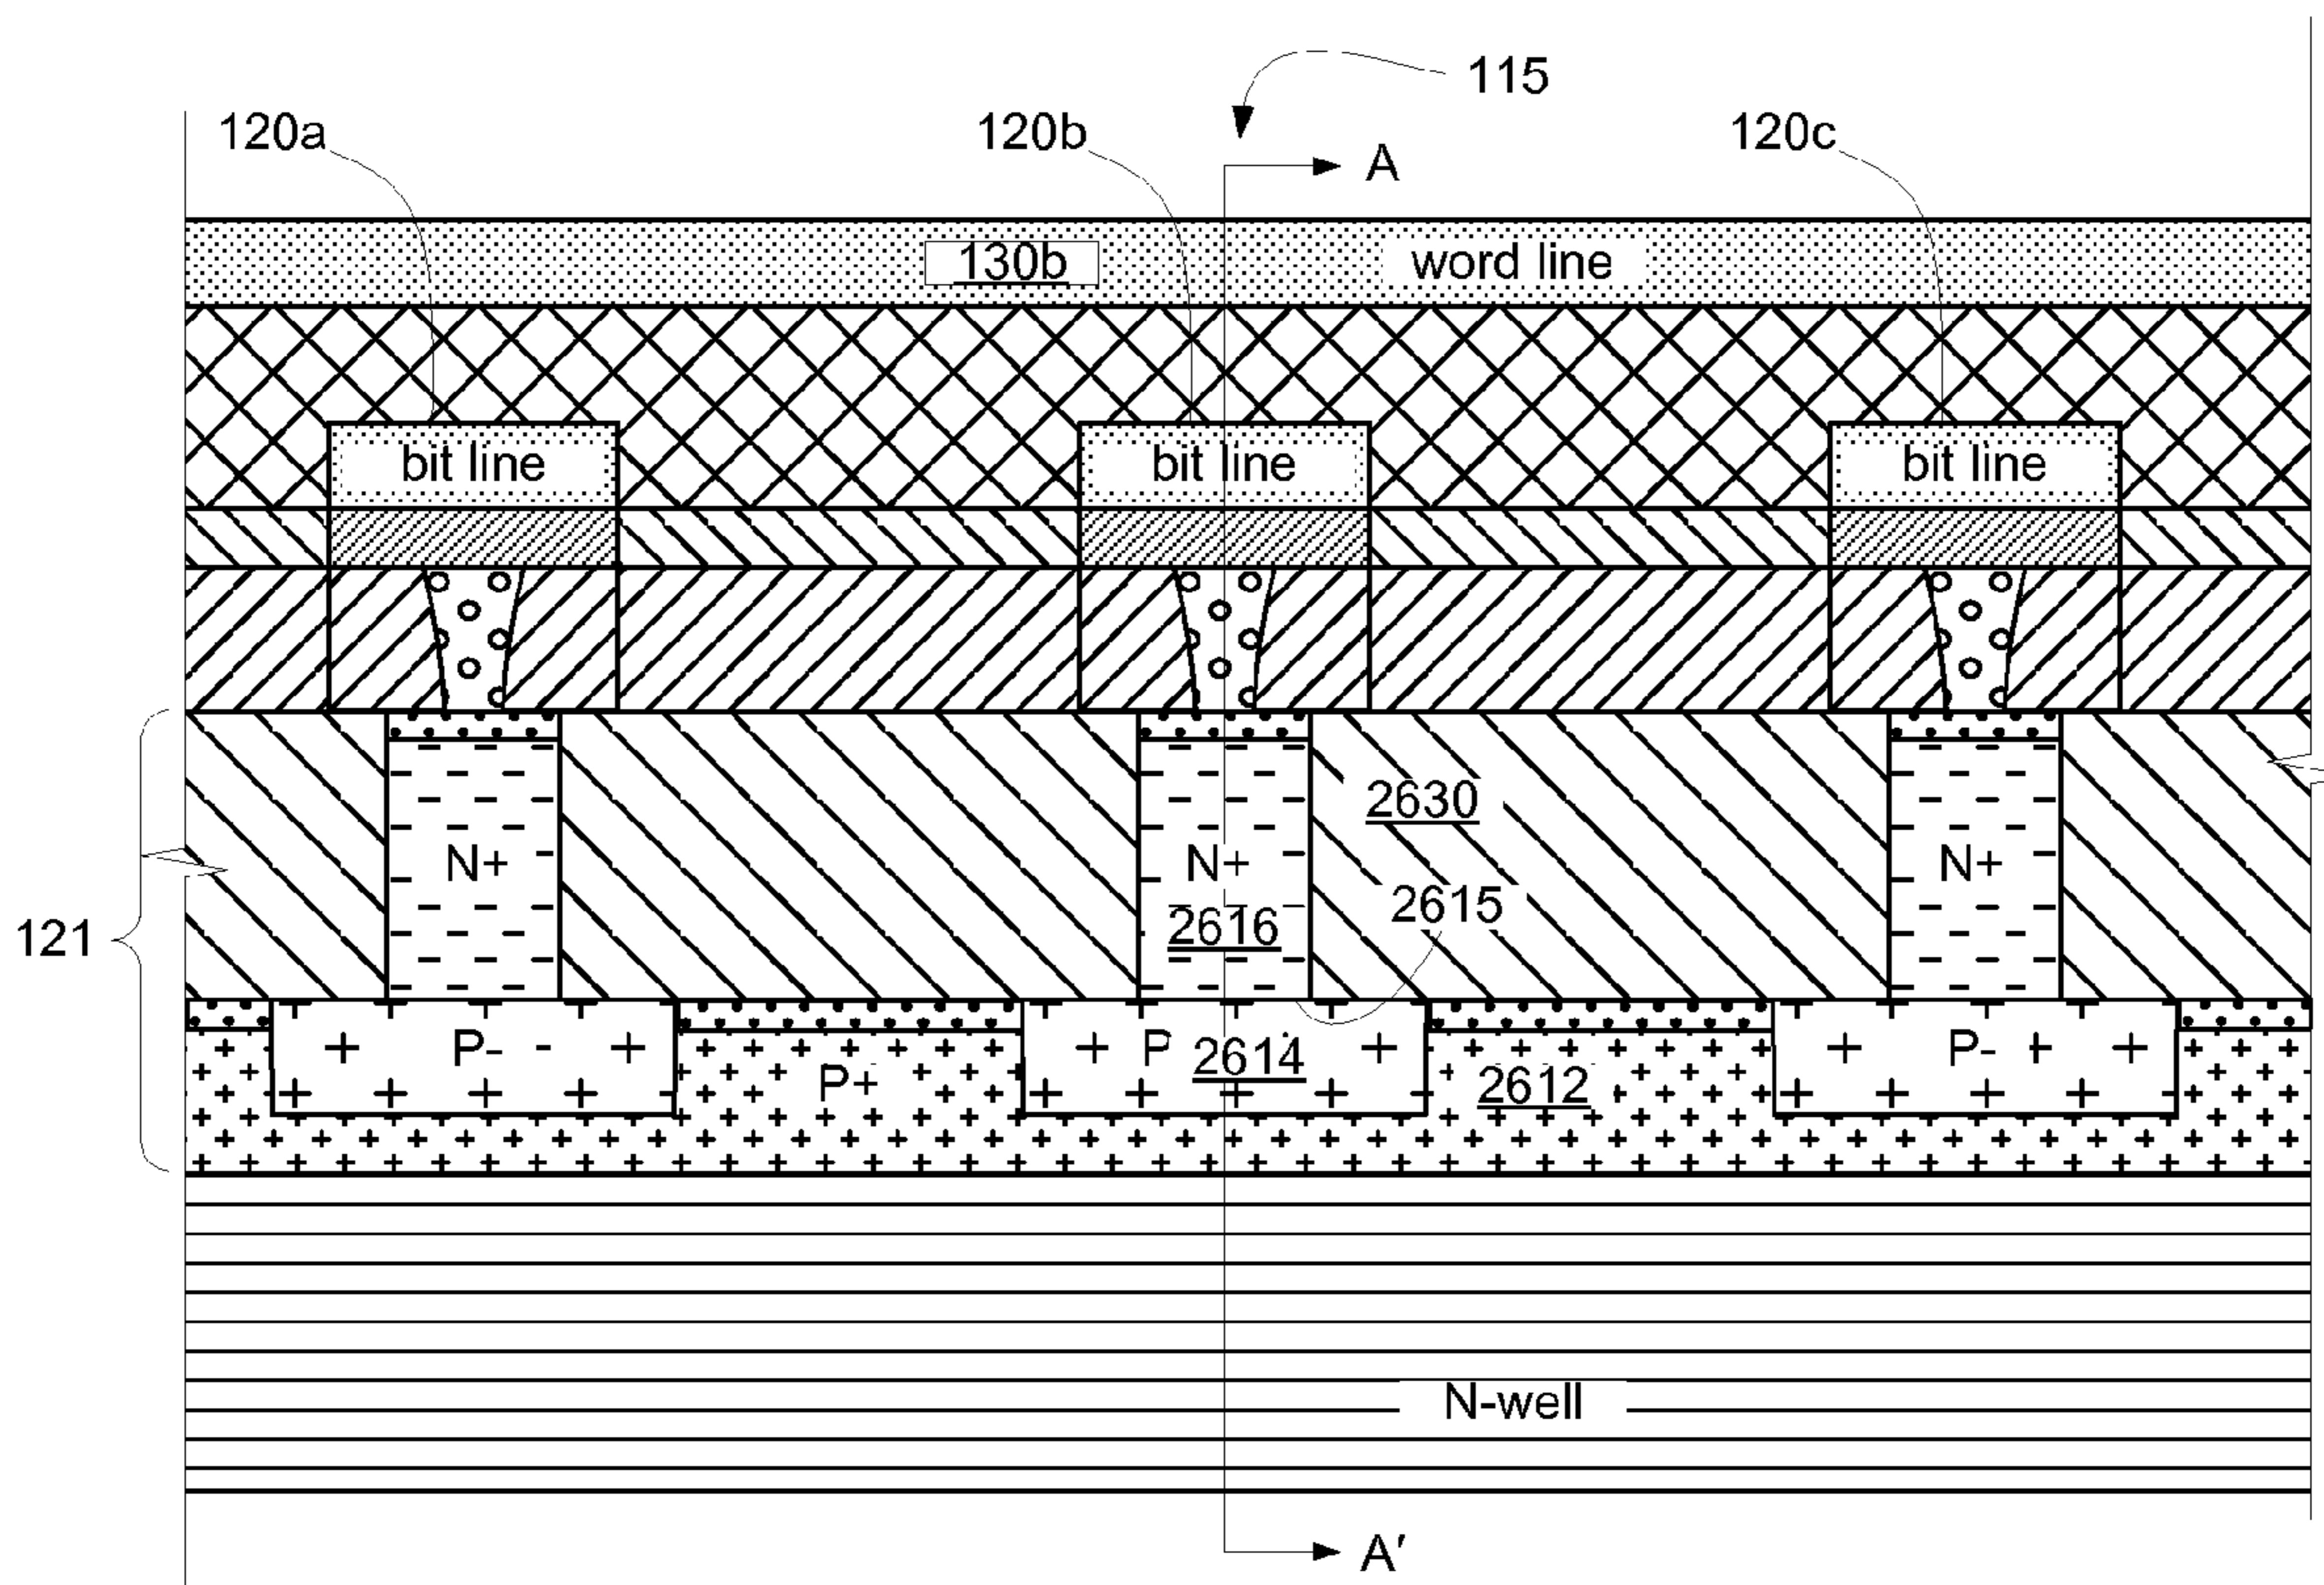 115
120a 120b 120c
A
130b word line
bit line bit line bit line
2630
N+ N+ N+
2616 2615
121
P- P P-
2614
P+ 2612
N-well
A′